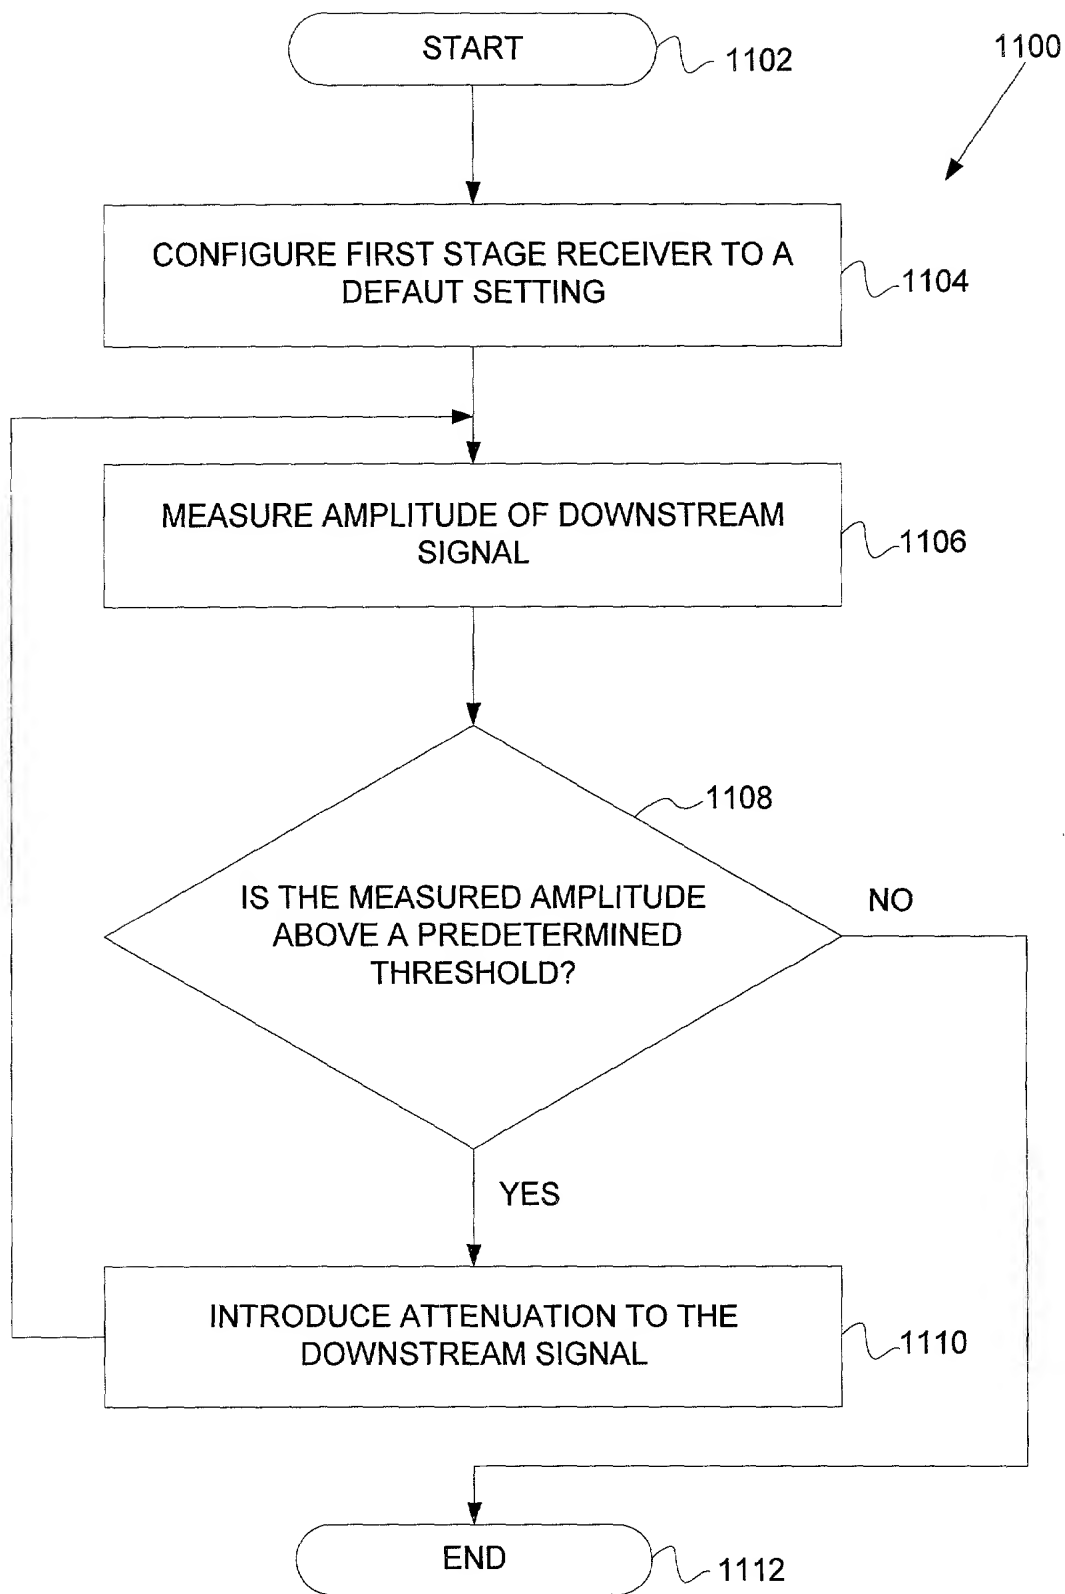 START
1102
1100
CONFIGURE FIRST STAGE RECEIVER TO A
DEFAUT SETTING
1104
MEASURE AMPLITUDE OF DOWNSTREAM
SIGNAL
1106
1108
IS THE MEASURED AMPLITUDE
ABOVE A PREDETERMINED
THRESHOLD?
NO
YES
INTRODUCE ATTENUATION TO THE
DOWNSTREAM SIGNAL
1110
END
1112